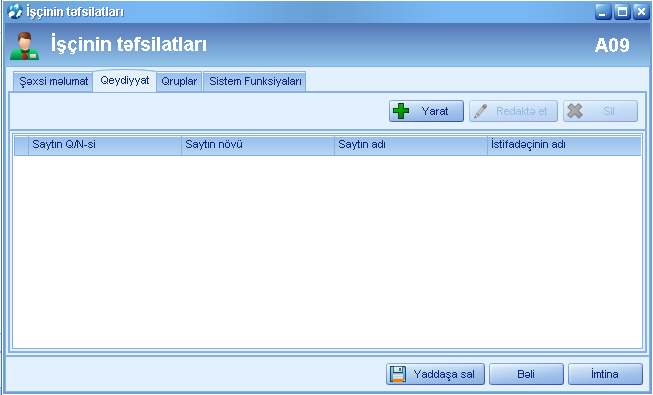 İşçinin təfsilatları
İşçinin təfsilatları
A09
Şəxsi məlumat Qeydiyyat Qruplar Sistem Funksiyaları
Yarat Redaktə et Sil
Saytın Q/N-si Saytın növü Saytın adı İstifadəçinin adı
Yaddaşa sal Bəli İmtina